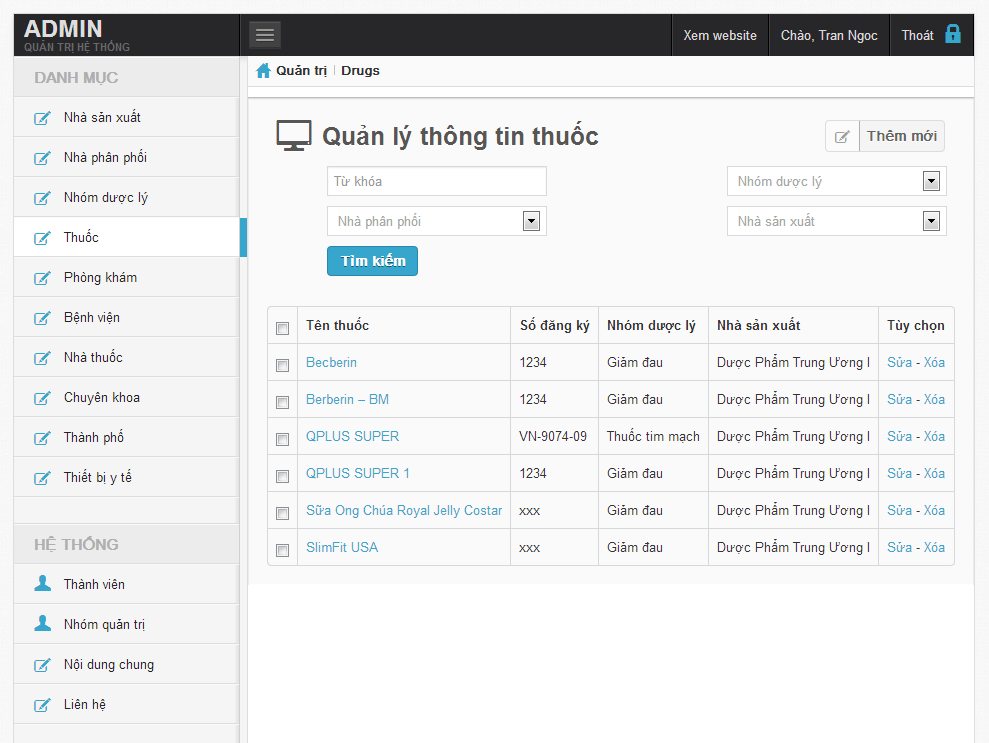 ADMIN
QUẢN TRỊ HỆ THỐNG
Xem website
Chào, Tran Ngoc
Thoát
DANH MỤC
Nhà sản xuất
Nhà phân phối
Nhóm dược lý
Thuốc
Phòng khám
Bệnh viện
Nhà thuốc
Chuyên khoa
Thành phố
Thiết bị y tế
HỆ THỐNG
Thành viên
Nhóm quản trị
Nội dung chung
Liên hệ
Quản trị Drugs
Quản lý thông tin thuốc
Thêm mới
Từ khóa Nhóm dược lý
Nhà phân phối Nhà sản xuất
Tìm kiếm
Tên thuốc Số đăng ký Nhóm dược lý Nhà sản xuất Tùy chọn
Becberin 1234 Giảm đau Dược Phẩm Trung Ương I Sửa - Xóa
Berberin – BM 1234 Giảm đau Dược Phẩm Trung Ương I Sửa - Xóa
QPLUS SUPER VN-9074-09 Thuốc tim mạch Dược Phẩm Trung Ương I Sửa - Xóa
QPLUS SUPER 1 1234 Giảm đau Dược Phẩm Trung Ương I Sửa - Xóa
Sữa Ong Chúa Royal Jelly Costar xxx Giảm đau Dược Phẩm Trung Ương I Sửa - Xóa
SlimFit USA xxx Giảm đau Dược Phẩm Trung Ương I Sửa - Xóa